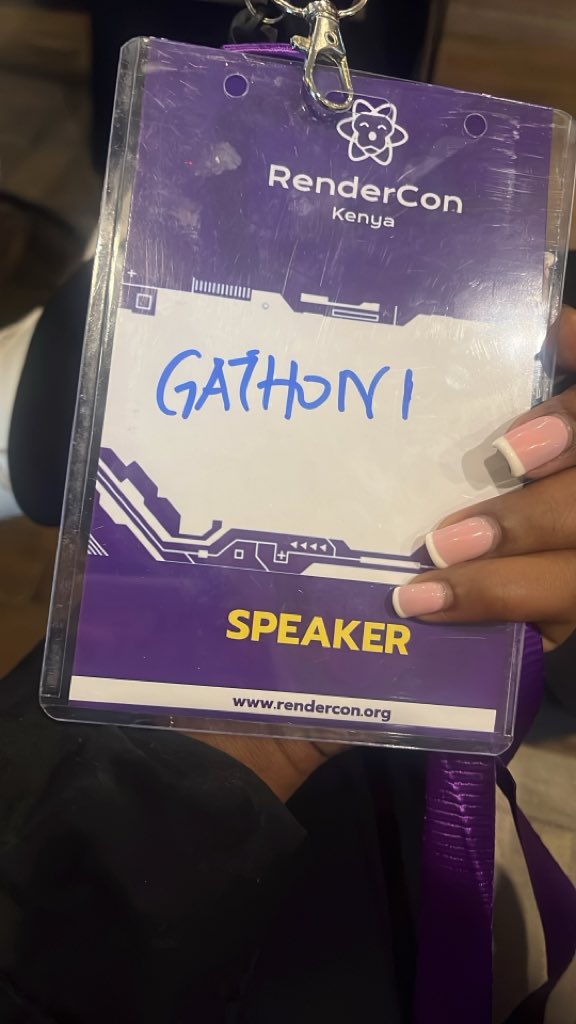 RenderCon
Kenya
GATHONI
SPEAKER
www.rendercon.org